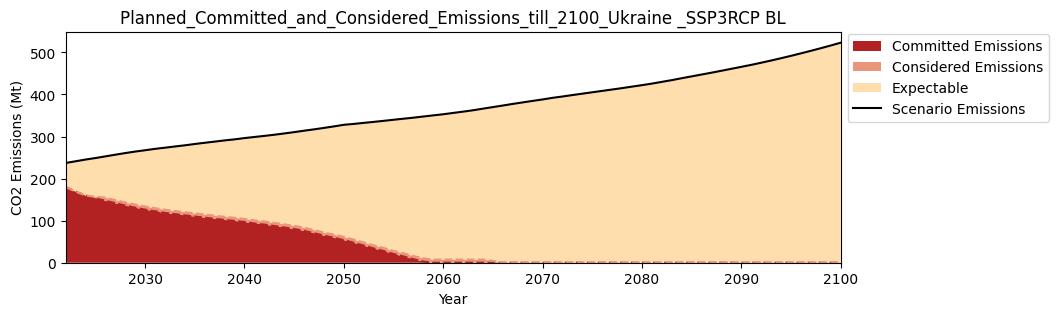 Planned_Committed_and_Considered_Emissions_till_2100_Ukraine _SSP3RCP BL
CO2 Emissions (Mt)
500
400
300
200
100
0
2030 2040 2050 2060 2070 2080 2090 2100
Year
Committed Emissions
Considered Emissions
Expectable
Scenario Emissions